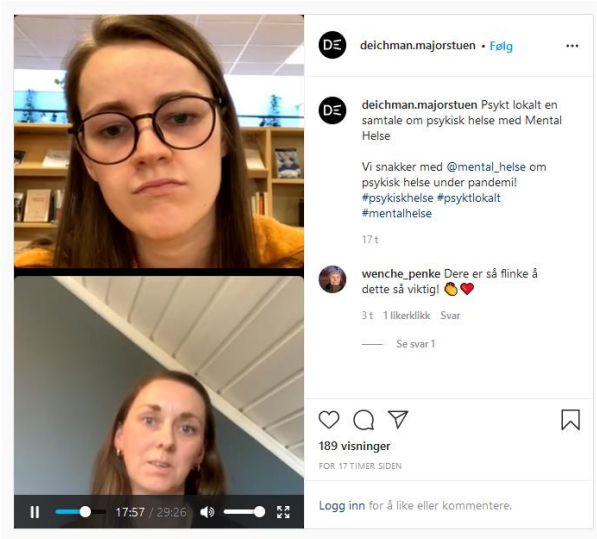 DE
deichman.majorstuen • Følg
DE
deichman.majorstuen Psykt lokalt en
samtale om psykisk helse med Mental
Helse
Vi snakker med @mental_helse om
psykisk helse under pandemi!
#psykiskhelse #psyktlokalt
#mentalhelse
17 t
wenche_penke Dere er så flinke å
dette så viktig! 👏❤️
3 t 1 likerklikk Svar
Se svar 1
189 visninger
FOR 17 TIMER SIDEN
Logg inn for å like eller kommentere.
17:57 / 29:26